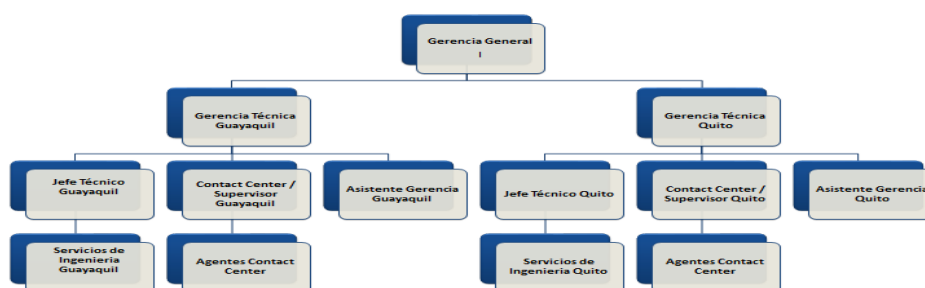 Gerencia General
I
Gerencia Técnica
Guayaquil
Gerencia Técnica
Quito
Jefe Técnico
Guayaquil
Contact Center /
Supervisor
Guayaquil
Asistente Gerencia
Guayaquil
Jefe Técnico Quito
Contact Center /
Supervisor Quito
Asistente Gerencia
Quito
Servicios de
Ingenieria
Guayaquil
Agentes Contact
Center
Servicios de
Ingenieria Quito
Agentes Contact
Center